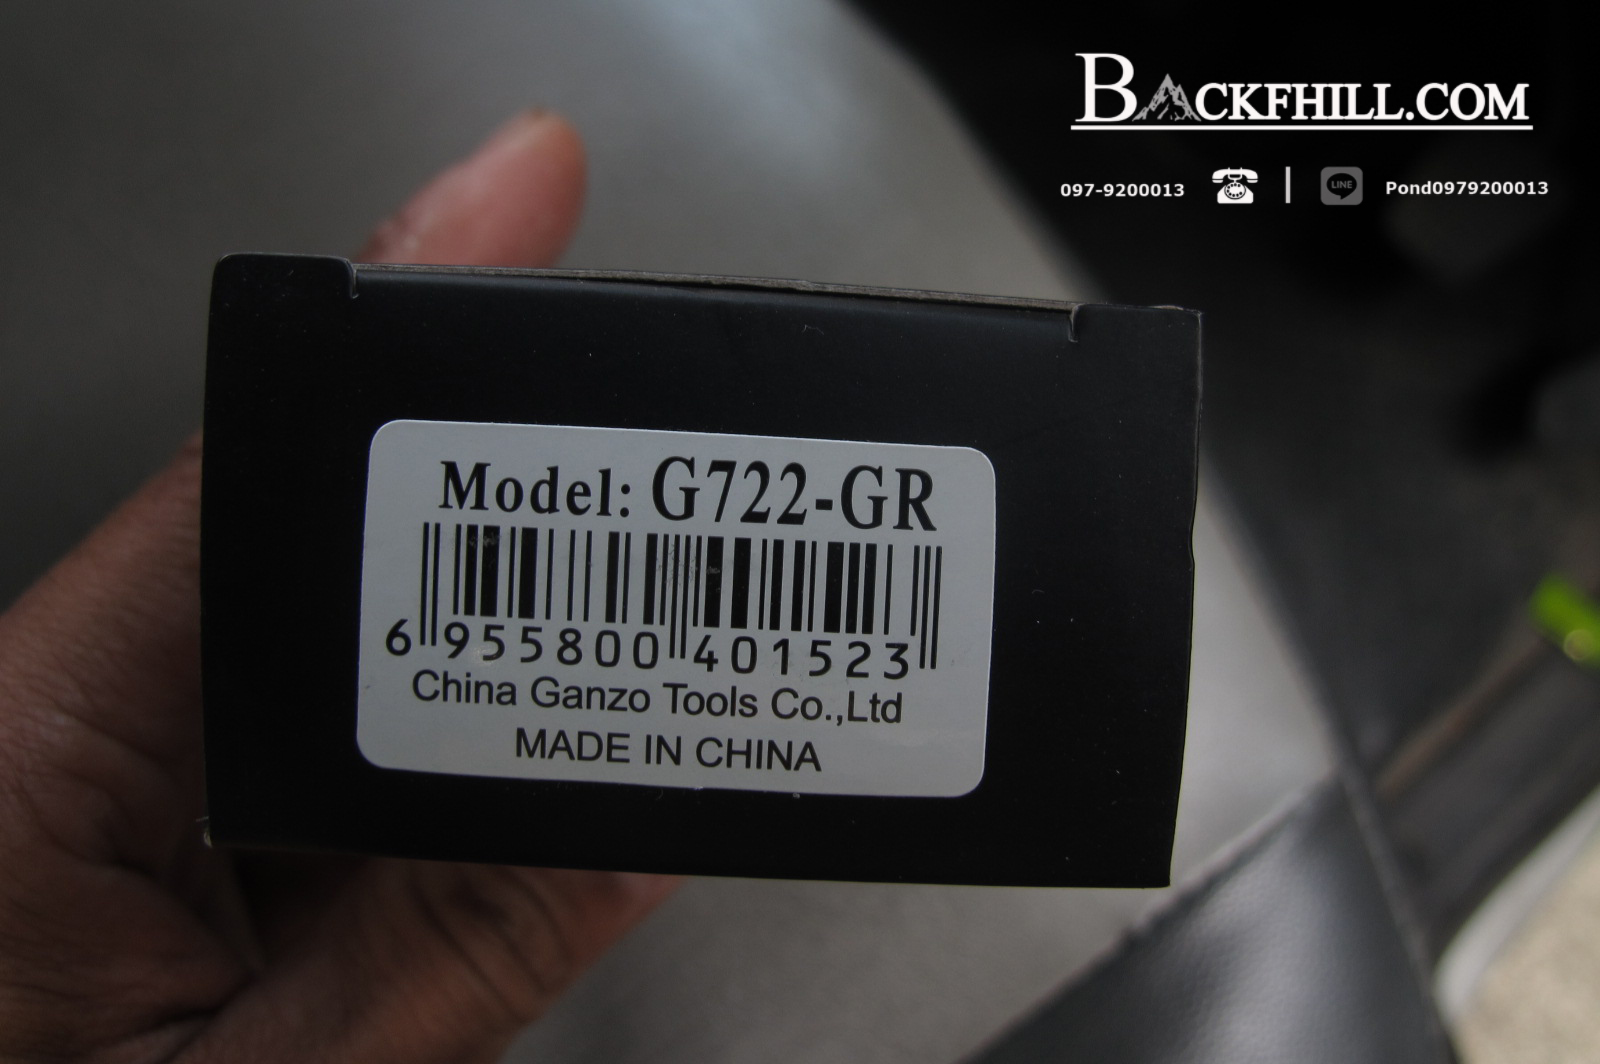 BACKFHILL.COM
097-9200013 LINE Pond0979200013
Model: G722-GR
6 955800 401523
China Ganzo Tools Co.,Ltd
MADE IN CHINA